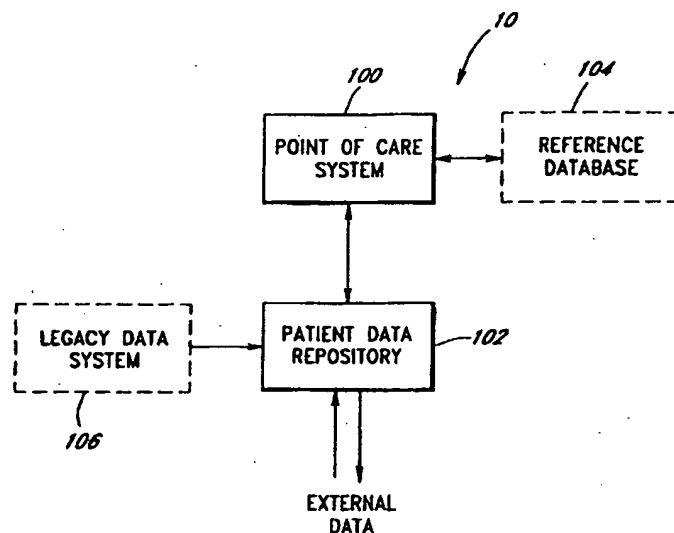 10
100
104
POINT OF CARE
SYSTEM
REFERENCE
DATABASE
LEGACY DATA
SYSTEM
PATIENT DATA
REPOSITORY
102
106
EXTERNAL
DATA